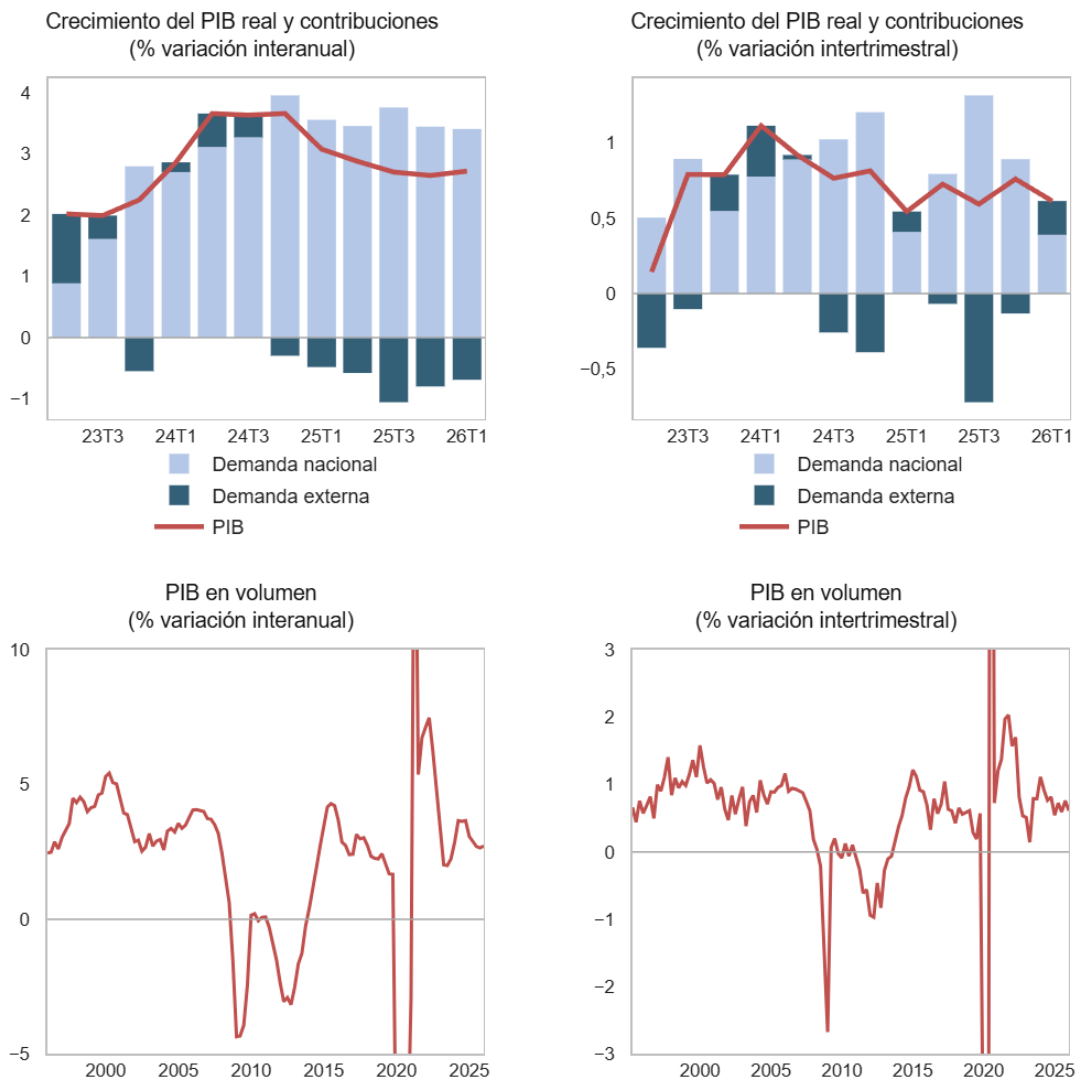 Crecimiento del PIB real y contribuciones
(% variación interanual)
4
3
2
1
0
−1
23T3 24T1 24T3 25T1 25T3 26T1
Demanda nacional
Demanda externa
PIB
Crecimiento del PIB real y contribuciones
(% variación intertrimestral)
1
0,5
0
−0,5
23T3 24T1 24T3 25T1 25T3 26T1
Demanda nacional
Demanda externa
PIB
PIB en volumen
(% variación interanual)
10
5
0
−5
2000 2005 2010 2015 2020 2025
PIB en volumen
(% variación intertrimestral)
3
2
1
0
−1
−2
−3
2000 2005 2010 2015 2020 2025